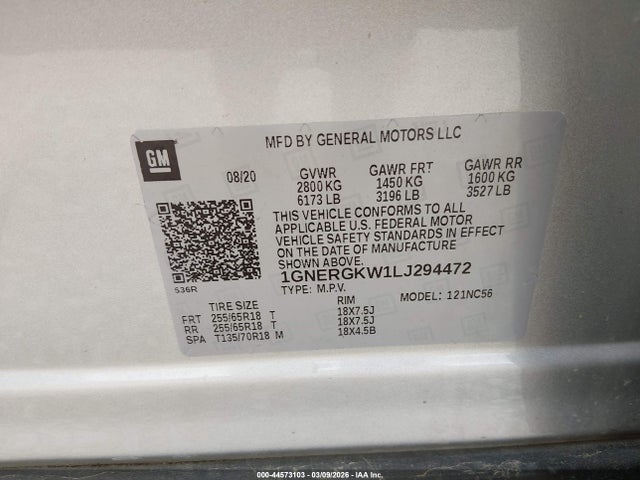 MFD BY GENERAL MOTORS LLC
GM
08/20 GVWR GAWR FRT GAWR RR
2800 KG 1450 KG 1600 KG
6173 LB 3196 LB 3527 LB
THIS VEHICLE CONFORMS TO ALL
APPLICABLE U.S. FEDERAL MOTOR
VEHICLE SAFETY STANDARDS IN EFFECT
ON THE DATE OF MANUFACTURE
SHOWN ABOVE.
1GNERGKW1LJ294472
536R
TYPE: M.P.V. MODEL: 121NC56
TIRE SIZE RIM
FRT 255/65R18 T 18X7.5J
RR 255/65R18 T 18X7.5J
SPA T135/70R18 M 18X4.5B
000-44573103 - 03/09/2026 - IAA Inc.